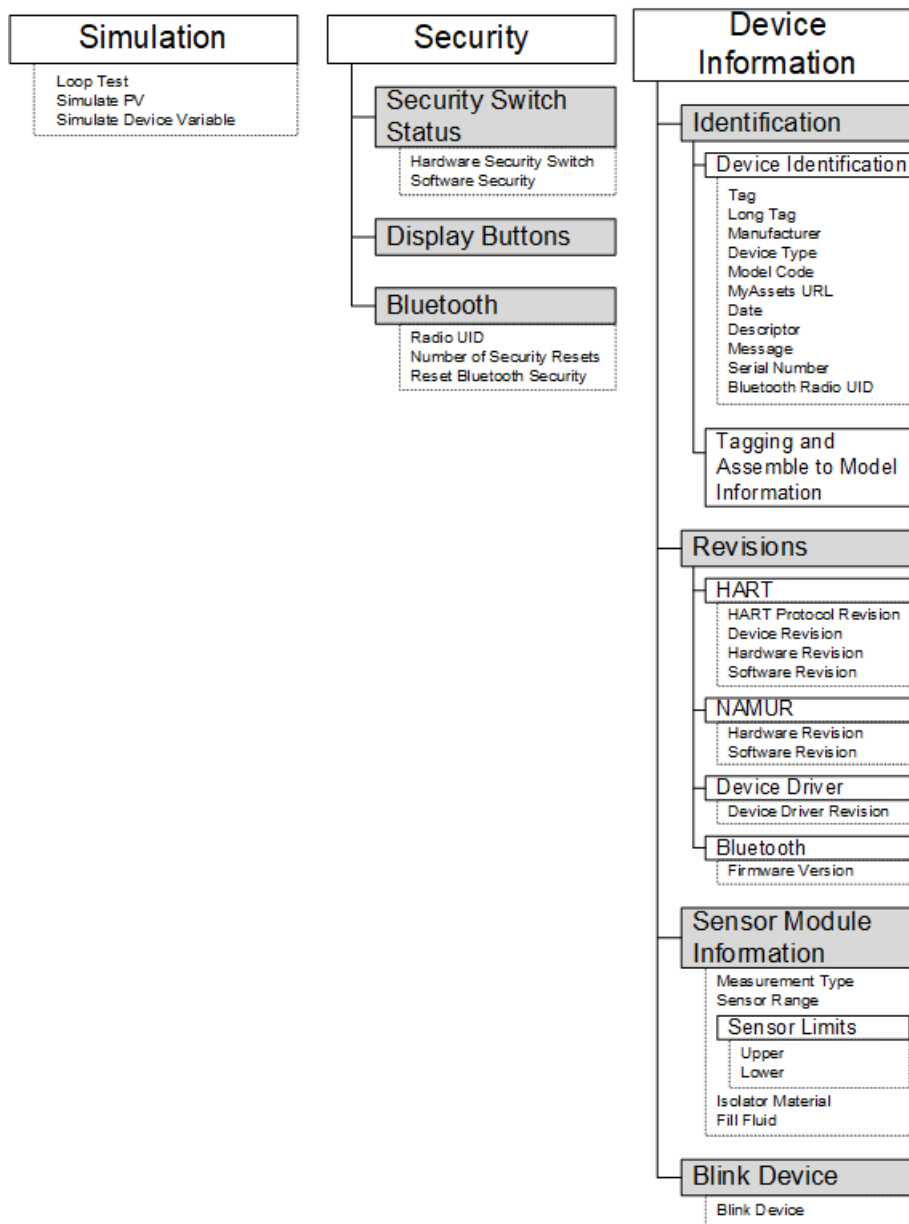 Simulation
Loop Test
Simulate PV
Simulate Device Variable
Security
Security Switch
Status
Hardware Security Switch
Software Security
Display Buttons
Bluetooth
Radio UID
Number of Security Resets
Reset Bluetooth Security
Device
Information
Identification
Device Identification
Tag
Long Tag
Manufacturer
Device Type
Model Code
MyAssets URL
Date
Descriptor
Message
Serial Number
Bluetooth Radio UID
Tagging and
Assemble to Model
Information
Revisions
HART
HART Protocol Revision
Device Revision
Hardware Revision
Software Revision
NAMUR
Hardware Revision
Software Revision
Device Driver
Device Driver Revision
Bluetooth
Firmware Version
Sensor Module
Information
Measurement Type
Sensor Range
Sensor Limits
Upper
Lower
Isolator Material
Fill Fluid
Blink Device
Blink Device